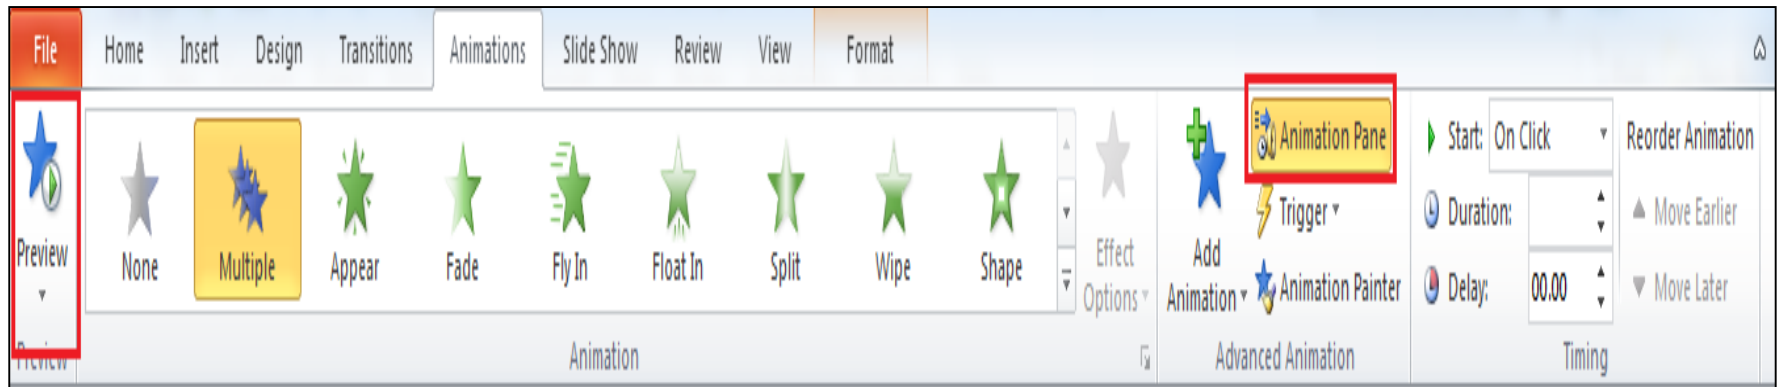 File Home Insert Design Transitions Animations Slide Show Review View Format
Preview
None Multiple Appear Fade Fly In Float In Split Wipe Shape
Effect Options
Add Animation
Animation Pane
Trigger
Animation Painter
Start: On Click
Duration:
Delay: 00.00
Reorder Animation
Move Earlier
Move Later
Preview Animation Advanced Animation Timing